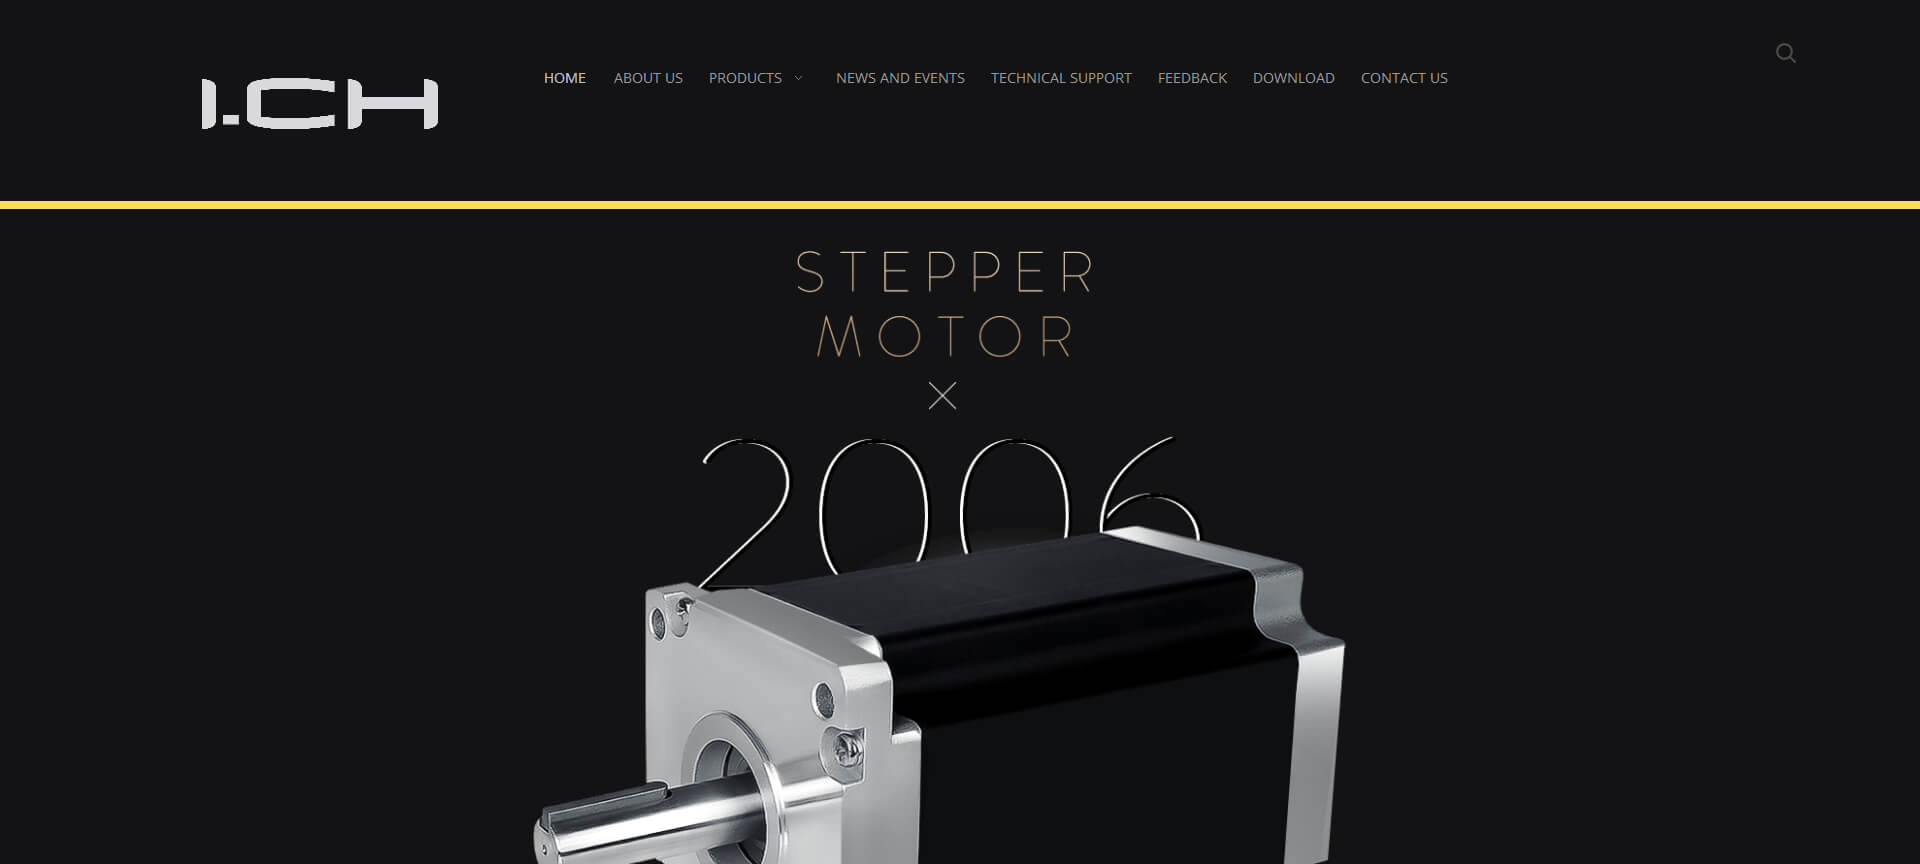 I.CH
HOME ABOUT US PRODUCTS NEWS AND EVENTS TECHNICAL SUPPORT FEEDBACK DOWNLOAD CONTACT US
STEPPER
MOTOR
×
2006